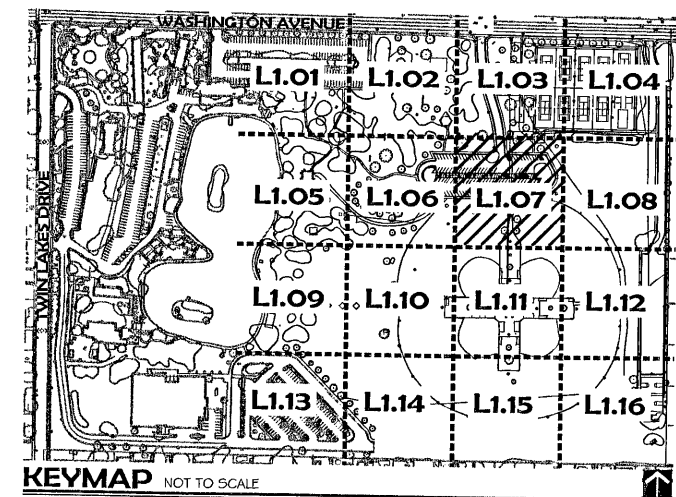 WASHINGTON AVENUE
L1.01 L1.02 L1.03 L1.04
TWIN LAKES DRIVE
L1.05 L1.06 L1.07 L1.08
L1.09 L1.10 L1.11 L1.12
L1.13 L1.14 L1.15 L1.16
KEYMAP NOT TO SCALE